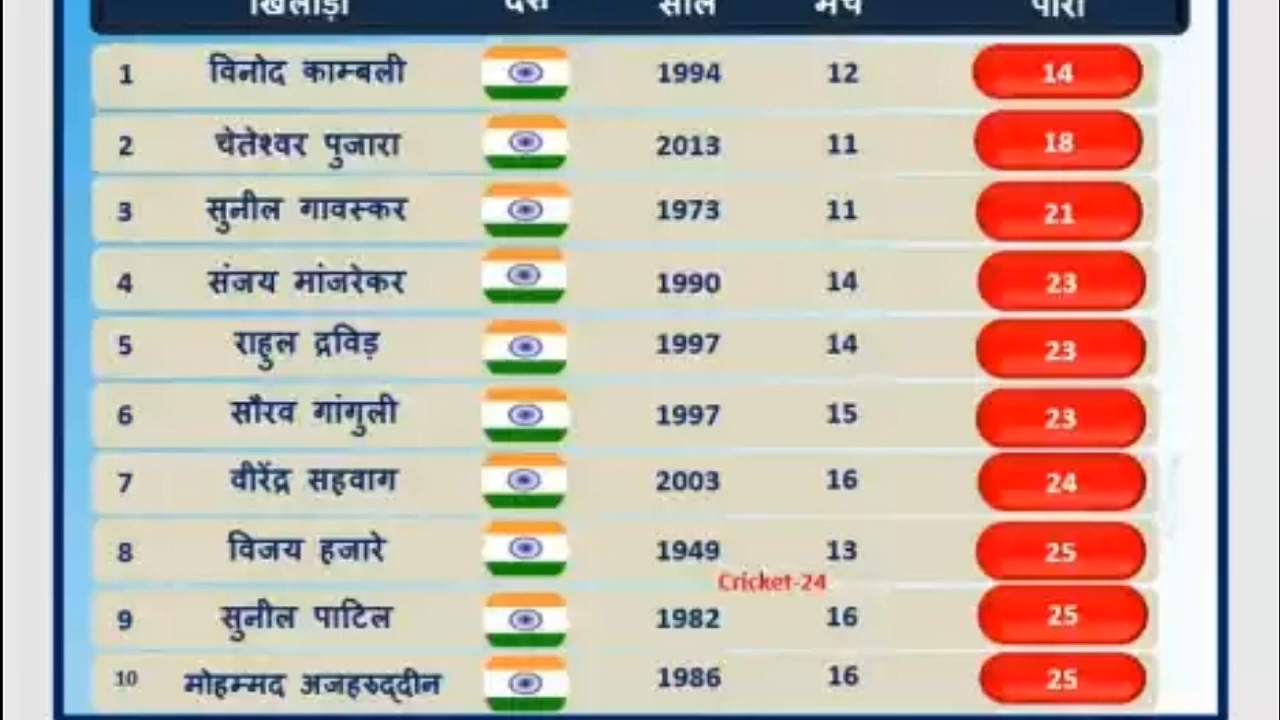 खिलाड़ी देश साल मैच पारी
1 विनोद काम्बली 1994 12 14
2 चेतेश्वर पुजारा 2013 11 18
3 सुनील गावस्कर 1973 11 21
4 संजय मांजरेकर 1990 14 23
5 राहुल द्रविड़ 1997 14 23
6 सौरव गांगुली 1997 15 23
7 वीरेंद्र सहवाग 2003 16 24
8 विजय हजारे 1949 13 25
Cricket-24
9 सुनील पाटिल 1982 16 25
10 मोहम्मद अजहरुद्दीन 1986 16 25